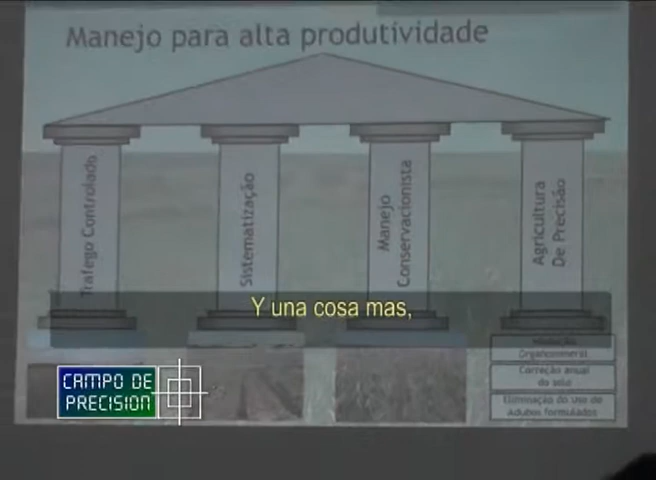 Manejo para alta produtividade
Trafego Controlado
Sistematização
Manejo
Conservacionista
Agricultura
De Precisão
Y una cosa mas,
Organomineral
Correção anual
do solo
Eliminação do uso de
Adubos formulados
CAMPO DE
PRECISION